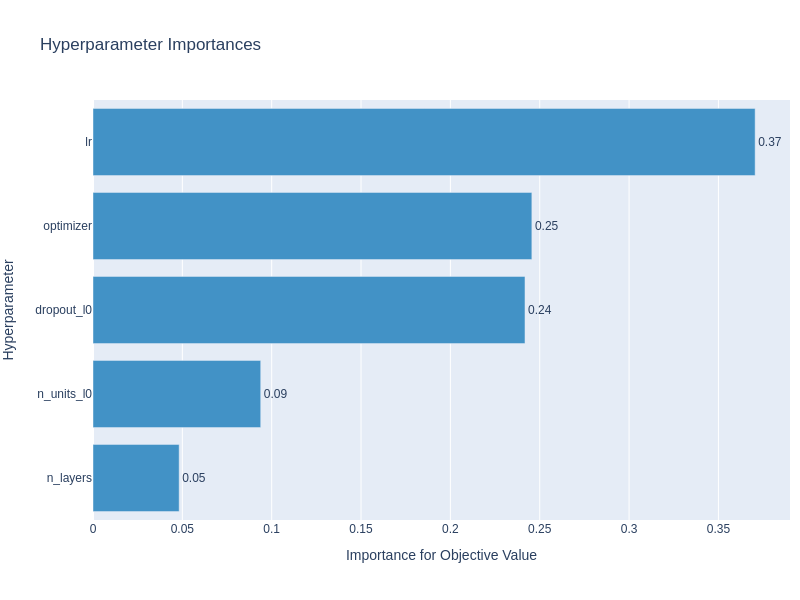 Hyperparameter Importances
Hyperparameter
lr
0.37
optimizer
0.25
dropout_l0
0.24
n_units_l0
0.09
n_layers
0.05
0 0.05 0.1 0.15 0.2 0.25 0.3 0.35
Importance for Objective Value